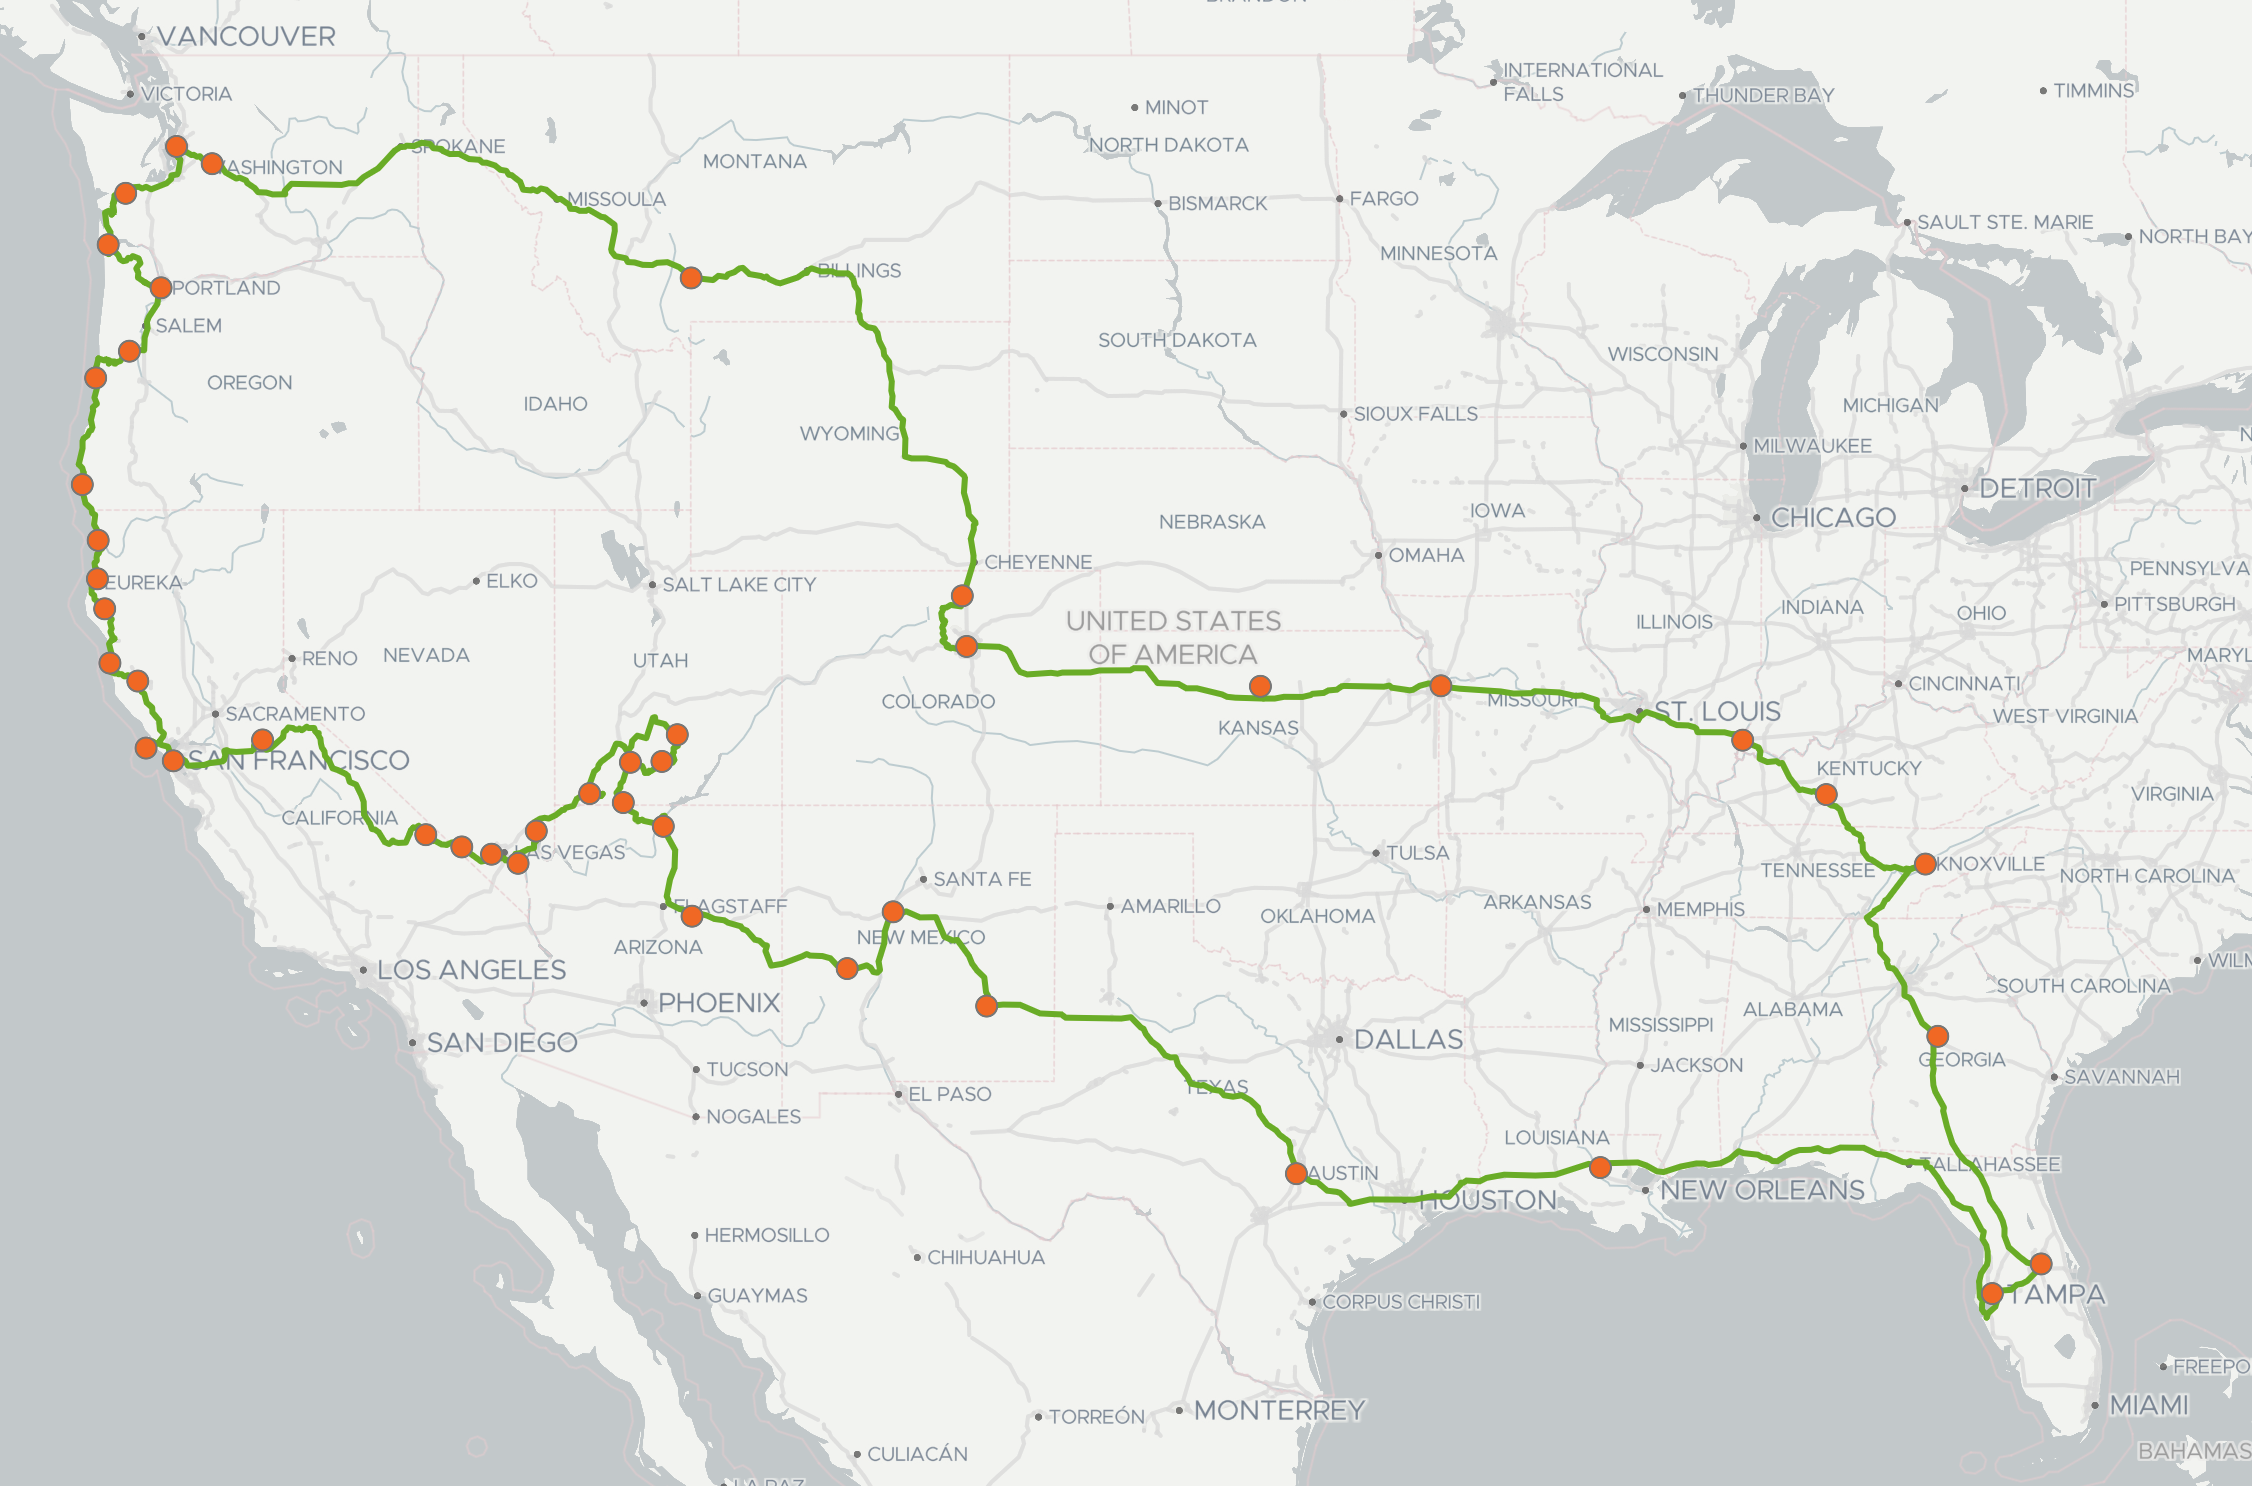 BRANDON
VANCOUVER
INTERNATIONAL
FALLS
VICTORIA
THUNDER BAY
TIMMINS
MINOT
SPOKANE
NORTH DAKOTA
WASHINGTON
MONTANA
MISSOULA
BISMARCK
FARGO
SAULT STE. MARIE
NORTH BAY
MINNESOTA
BILLINGS
PORTLAND
SALEM
SOUTH DAKOTA
WISCONSIN
OREGON
IDAHO
MICHIGAN
SIOUX FALLS
WYOMING
MILWAUKEE
DETROIT
IOWA
CHICAGO
NEBRASKA
OMAHA
CHEYENNE
PENNSYLVA
EUREKA
ELKO
SALT LAKE CITY
PITTSBURGH
INDIANA
OHIO
UNITED STATES
OF AMERICA
ILLINOIS
RENO
NEVADA
UTAH
MARYL
CINCINNATI
COLORADO
MISSOURI
SACRAMENTO
ST. LOUIS
WEST VIRGINIA
KANSAS
SAN FRANCISCO
KENTUCKY
VIRGINIA
CALIFORNIA
LAS VEGAS
TULSA
KNOXVILLE
TENNESSEE
NORTH CAROLINA
SANTA FE
FLAGSTAFF
AMARILLO
OKLAHOMA
ARKANSAS
MEMPHIS
NEW MEXICO
ARIZONA
WILM
LOS ANGELES
SOUTH CAROLINA
PHOENIX
ALABAMA
MISSISSIPPI
SAN DIEGO
DALLAS
GEORGIA
JACKSON
TUCSON
SAVANNAH
TEXAS
EL PASO
NOGALES
LOUISIANA
TALLAHASSEE
AUSTIN
NEW ORLEANS
HOUSTON
HERMOSILLO
CHIHUAHUA
GUAYMAS
TAMPA
CORPUS CHRISTI
FREEPO
MIAMI
MONTERREY
TORREÓN
BAHAMAS
CULIACÁN
LA PAZ